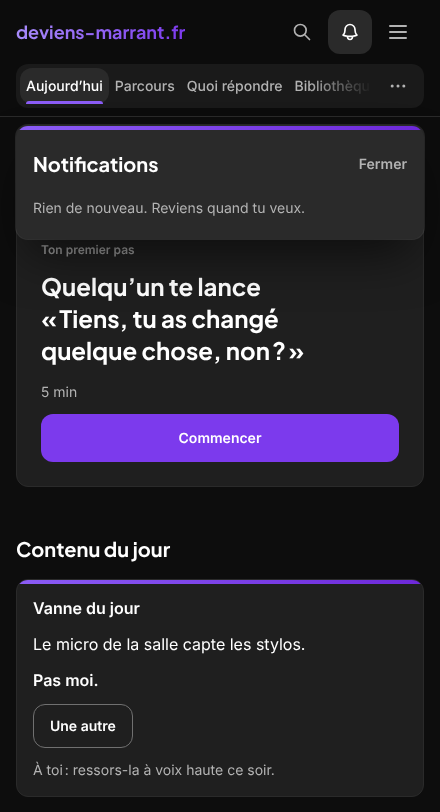 deviens-marrant.fr
Aujourd’hui Parcours Quoi répondre Bibliothèqu
Notifications Fermer
Rien de nouveau. Reviens quand tu veux.
Ton premier pas
Quelqu’un te lance
« Tiens, tu as changé
quelque chose, non ? »
5 min
Commencer
Contenu du jour
Vanne du jour
Le micro de la salle capte les stylos.
Pas moi.
Une autre
À toi : ressors-la à voix haute ce soir.